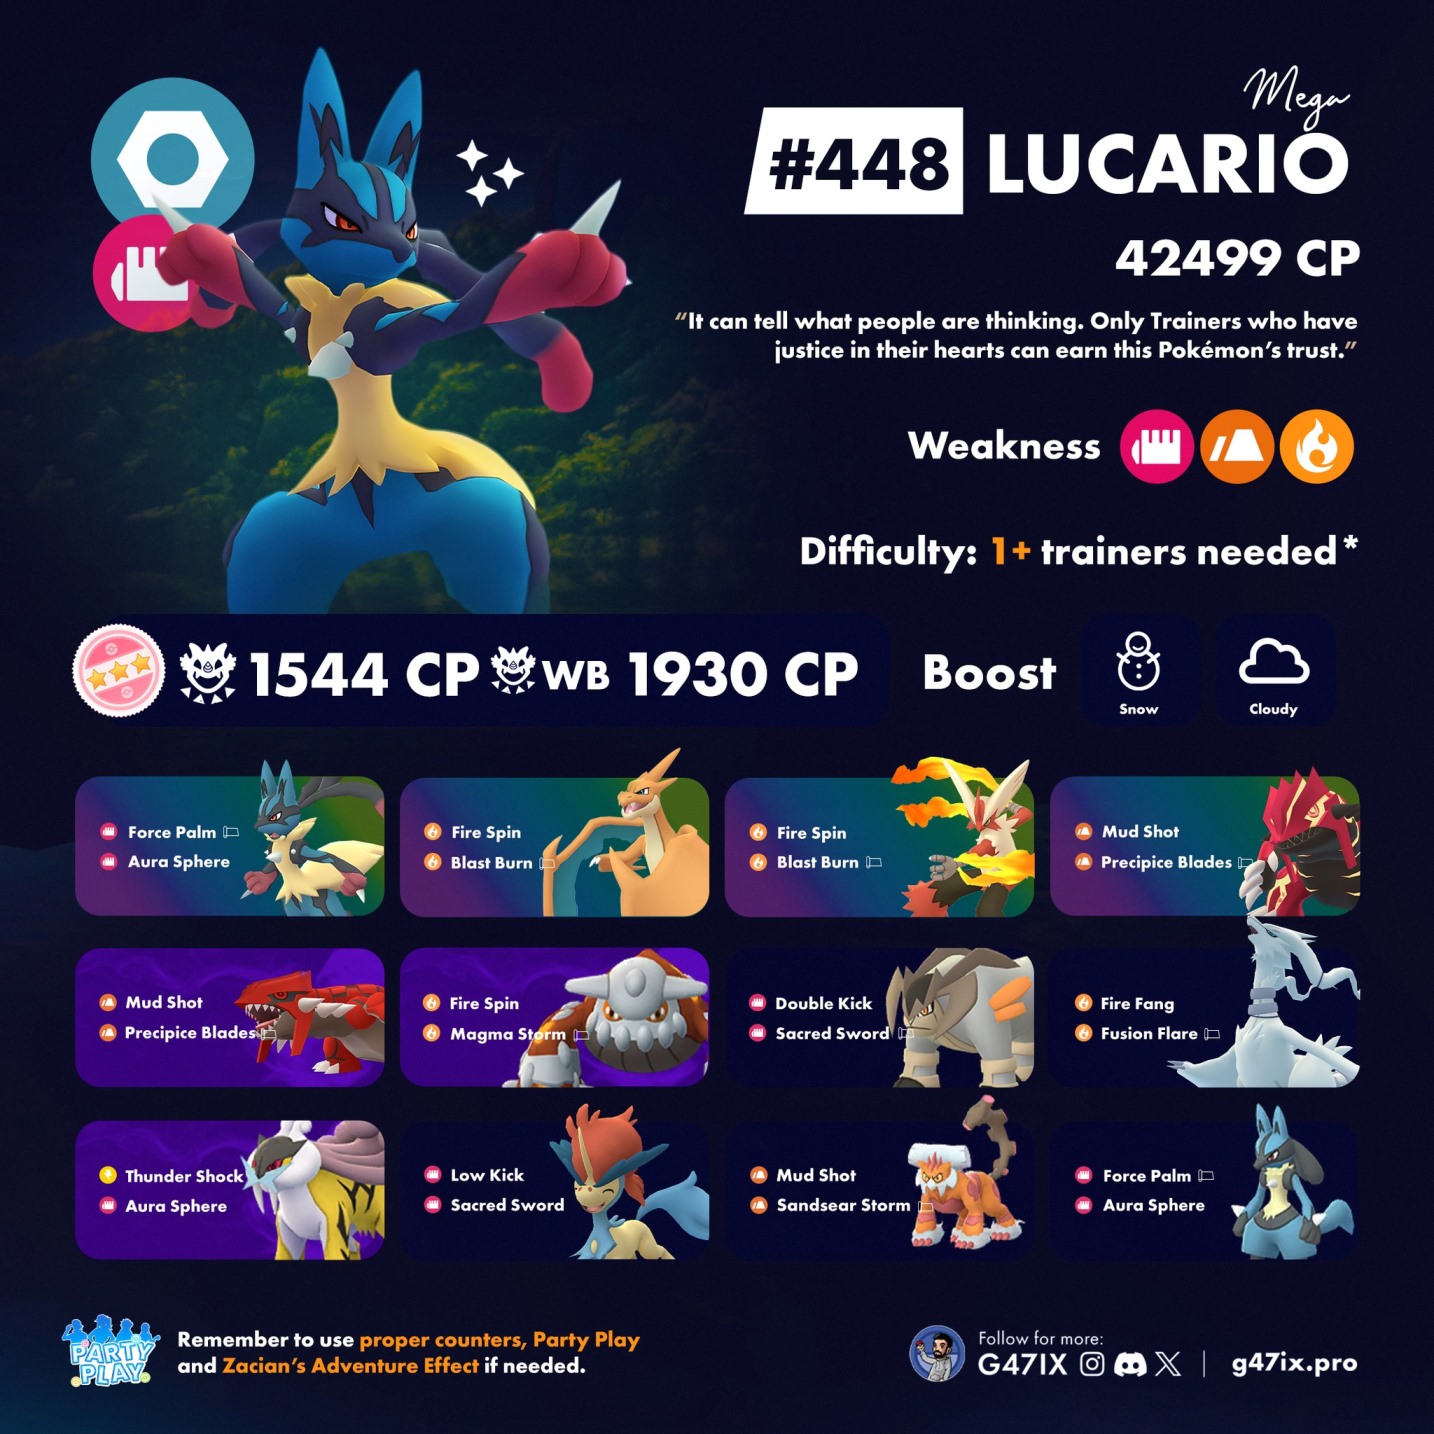 Mega
#448 LUCARIO
42499 CP
“It can tell what people are thinking. Only Trainers who have
justice in their hearts can earn this Pokémon’s trust.”
Weakness
Difficulty: 1+ trainers needed*
1544 CP WB 1930 CP Boost
Snow
Cloudy
Force Palm
Aura Sphere
Fire Spin
Blast Burn
Fire Spin
Blast Burn
Mud Shot
Precipice Blades
Mud Shot
Precipice Blades
Fire Spin
Magma Storm
Double Kick
Sacred Sword
Fire Fang
Fusion Flare
Thunder Shock
Aura Sphere
Low Kick
Sacred Sword
Mud Shot
Sandsear Storm
Force Palm
Aura Sphere
PARTY
PLAY
Remember to use proper counters, Party Play
and Zacian’s Adventure Effect if needed.
Follow for more:
G47IX | g47ix.pro